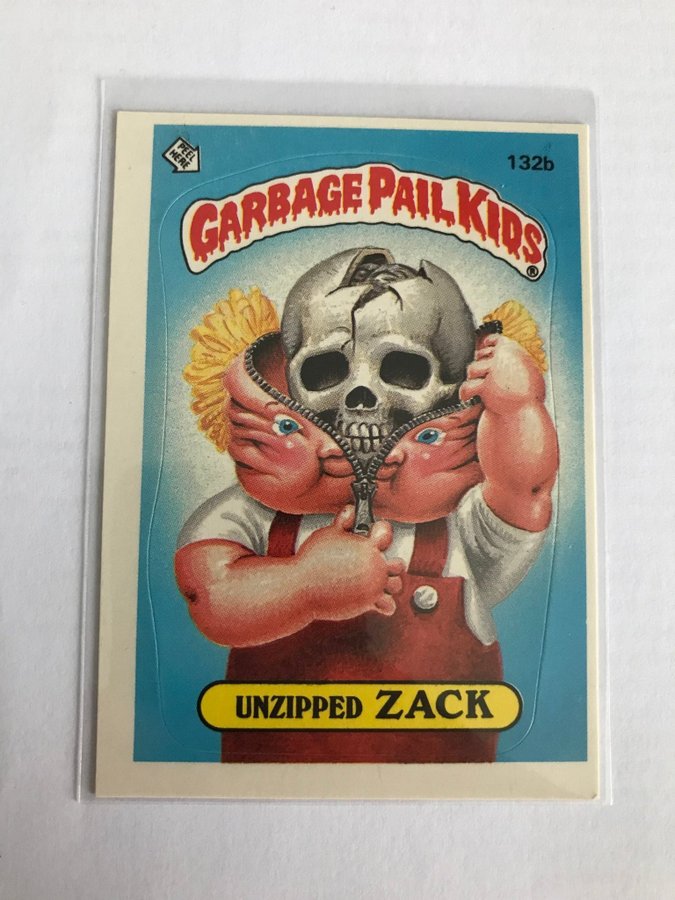 PEEL
HERE
132b
GARBAGE PAIL KIDS®
UNZIPPED ZACK